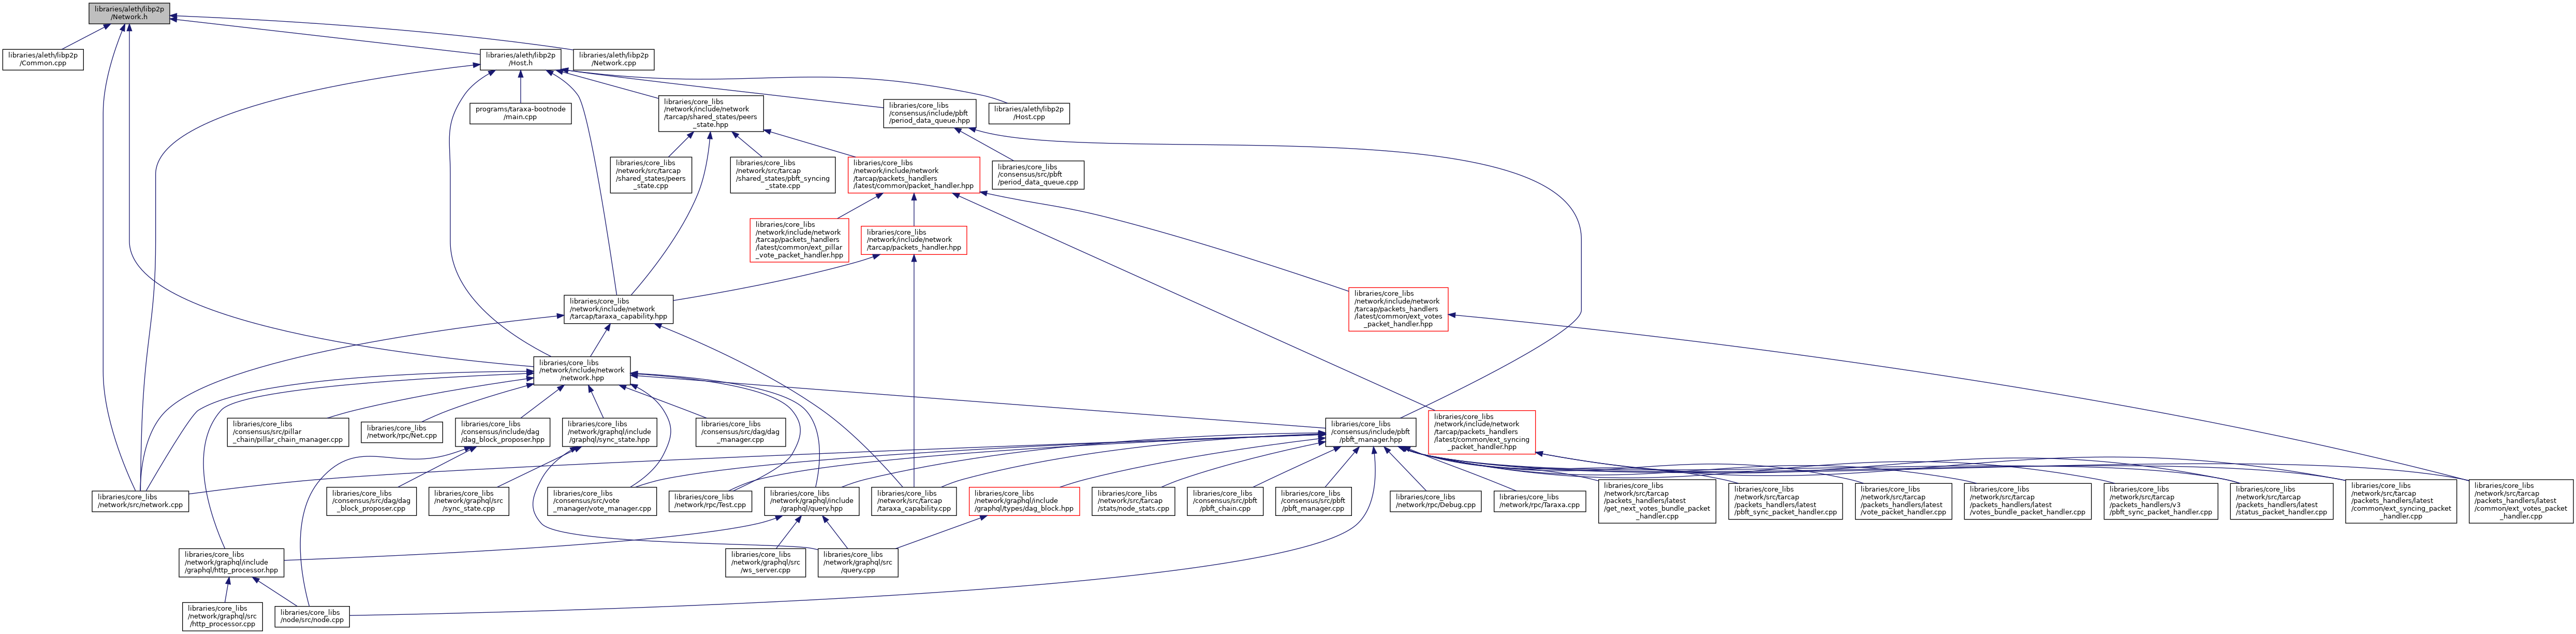 libraries/aleth/libp2p
/Network.h
libraries/aleth/libp2p
/Common.cpp
libraries/aleth/libp2p
/Host.h
libraries/aleth/libp2p
/Network.cpp
programs/taraxa-bootnode
/main.cpp
libraries/core_libs
/network/include/network
/tarcap/shared_states/peers
_state.hpp
libraries/core_libs
/consensus/include/pbft
/period_data_queue.hpp
libraries/aleth/libp2p
/Host.cpp
libraries/core_libs
/network/src/tarcap
/shared_states/peers
_state.cpp
libraries/core_libs
/network/src/tarcap
/shared_states/pbft_syncing
_state.cpp
libraries/core_libs
/network/include/network
/tarcap/packets_handlers
/latest/common/packet_handler.hpp
libraries/core_libs
/consensus/src/pbft
/period_data_queue.cpp
libraries/core_libs
/network/include/network
/tarcap/packets_handlers
/latest/common/ext_pillar
_vote_packet_handler.hpp
libraries/core_libs
/network/include/network
/tarcap/packets_handler.hpp
libraries/core_libs
/network/include/network
/tarcap/taraxa_capability.hpp
libraries/core_libs
/network/include/network
/tarcap/packets_handlers
/latest/common/ext_votes
_packet_handler.hpp
libraries/core_libs
/network/include/network
/network.hpp
libraries/core_libs
/consensus/src/pillar
_chain/pillar_chain_manager.cpp
libraries/core_libs
/network/rpc/Net.cpp
libraries/core_libs
/consensus/include/dag
/dag_block_proposer.hpp
libraries/core_libs
/network/graphql/include
/graphql/sync_state.hpp
libraries/core_libs
/consensus/src/dag/dag
_manager.cpp
libraries/core_libs
/consensus/include/pbft
/pbft_manager.hpp
libraries/core_libs
/network/include/network
/tarcap/packets_handlers
/latest/common/ext_syncing
_packet_handler.hpp
libraries/core_libs
/network/src/network.cpp
libraries/core_libs
/consensus/src/dag/dag
_block_proposer.cpp
libraries/core_libs
/network/graphql/src
/sync_state.cpp
libraries/core_libs
/consensus/src/vote
_manager/vote_manager.cpp
libraries/core_libs
/network/rpc/Test.cpp
libraries/core_libs
/network/graphql/include
/graphql/query.hpp
libraries/core_libs
/network/src/tarcap
/taraxa_capability.cpp
libraries/core_libs
/network/graphql/include
/graphql/types/dag_block.hpp
libraries/core_libs
/network/src/tarcap
/stats/node_stats.cpp
libraries/core_libs
/consensus/src/pbft
/pbft_chain.cpp
libraries/core_libs
/consensus/src/pbft
/pbft_manager.cpp
libraries/core_libs
/network/rpc/Debug.cpp
libraries/core_libs
/network/rpc/Taraxa.cpp
libraries/core_libs
/network/src/tarcap
/packets_handlers/latest
/get_next_votes_bundle_packet
_handler.cpp
libraries/core_libs
/network/src/tarcap
/packets_handlers/latest
/pbft_sync_packet_handler.cpp
libraries/core_libs
/network/src/tarcap
/packets_handlers/latest
/vote_packet_handler.cpp
libraries/core_libs
/network/src/tarcap
/packets_handlers/latest
/votes_bundle_packet_handler.cpp
libraries/core_libs
/network/src/tarcap
/packets_handlers/v3
/pbft_sync_packet_handler.cpp
libraries/core_libs
/network/src/tarcap
/packets_handlers/latest
/status_packet_handler.cpp
libraries/core_libs
/network/src/tarcap
/packets_handlers/latest
/common/ext_syncing_packet
_handler.cpp
libraries/core_libs
/network/src/tarcap
/packets_handlers/latest
/common/ext_votes_packet
_handler.cpp
libraries/core_libs
/network/graphql/include
/graphql/http_processor.hpp
libraries/core_libs
/network/graphql/src
/ws_server.cpp
libraries/core_libs
/network/graphql/src
/query.cpp
libraries/core_libs
/network/graphql/src
/http_processor.cpp
libraries/core_libs
/node/src/node.cpp